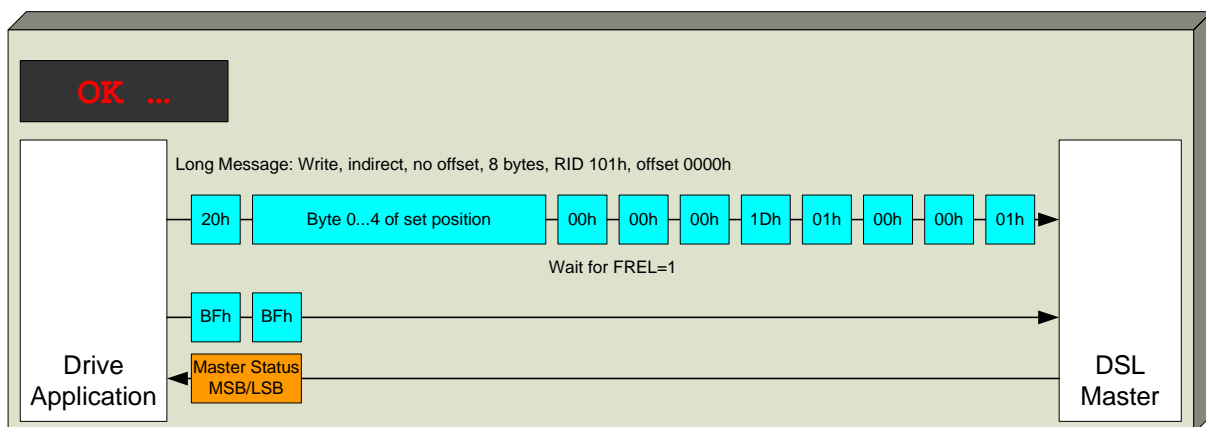 OK ...
Long Message: Write, indirect, no offset, 8 bytes, RID 101h, offset 0000h
20h Byte 0...4 of set position 00h 00h 00h 1Dh 01h 00h 00h 01h
Wait for FREL=1
BFh BFh
Master Status
MSB/LSB
Drive
Application
DSL
Master